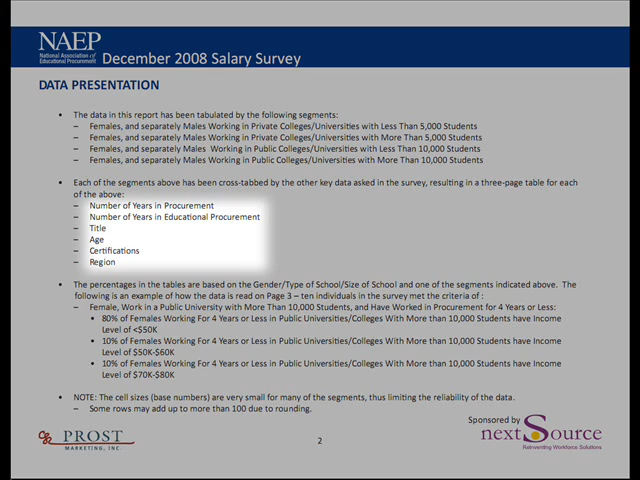 NAEP
National Association of
Educational Procurement
December 2008 Salary Survey
DATA PRESENTATION
• The data in this report has been tabulated by the following segments:
– Females, and separately Males Working in Private Colleges/Universities with Less Than 5,000 Students
– Females, and separately Males Working in Private Colleges/Universities with More Than 5,000 Students
– Females, and separately Males Working in Public Colleges/Universities with Less Than 10,000 Students
– Females, and separately Males Working in Public Colleges/Universities with More Than 10,000 Students
• Each of the segments above has been cross-tabbed by the other key data asked in the survey, resulting in a three-page table for each
of the above:
– Number of Years in Procurement
– Number of Years in Educational Procurement
– Title
– Age
– Certifications
– Region
• The percentages in the tables are based on the Gender/Type of School/Size of School and one of the segments indicated above. The
following is an example of how the data is read on Page 3 – ten individuals in the survey met the criteria of :
– Female, Work in a Public University with More Than 10,000 Students, and Have Worked in Procurement for 4 Years or Less:
• 80% of Females Working For 4 Years or Less in Public Universities/Colleges With More than 10,000 Students have Income
Level of <$50K
• 10% of Females Working For 4 Years or Less in Public Universities/Colleges With More than 10,000 Students have Income
Level of $50K-$60K
• 10% of Females Working For 4 Years or Less in Public Universities/Colleges With More than 10,000 Students have Income
Level of $70K-$80K
• NOTE: The cell sizes (base numbers) are very small for many of the segments, thus limiting the reliability of the data.
– Some rows may add up to more than 100 due to rounding.
PROST
MARKETING, INC.
2
Sponsored by
nextSource
Reinventing Workforce Solutions